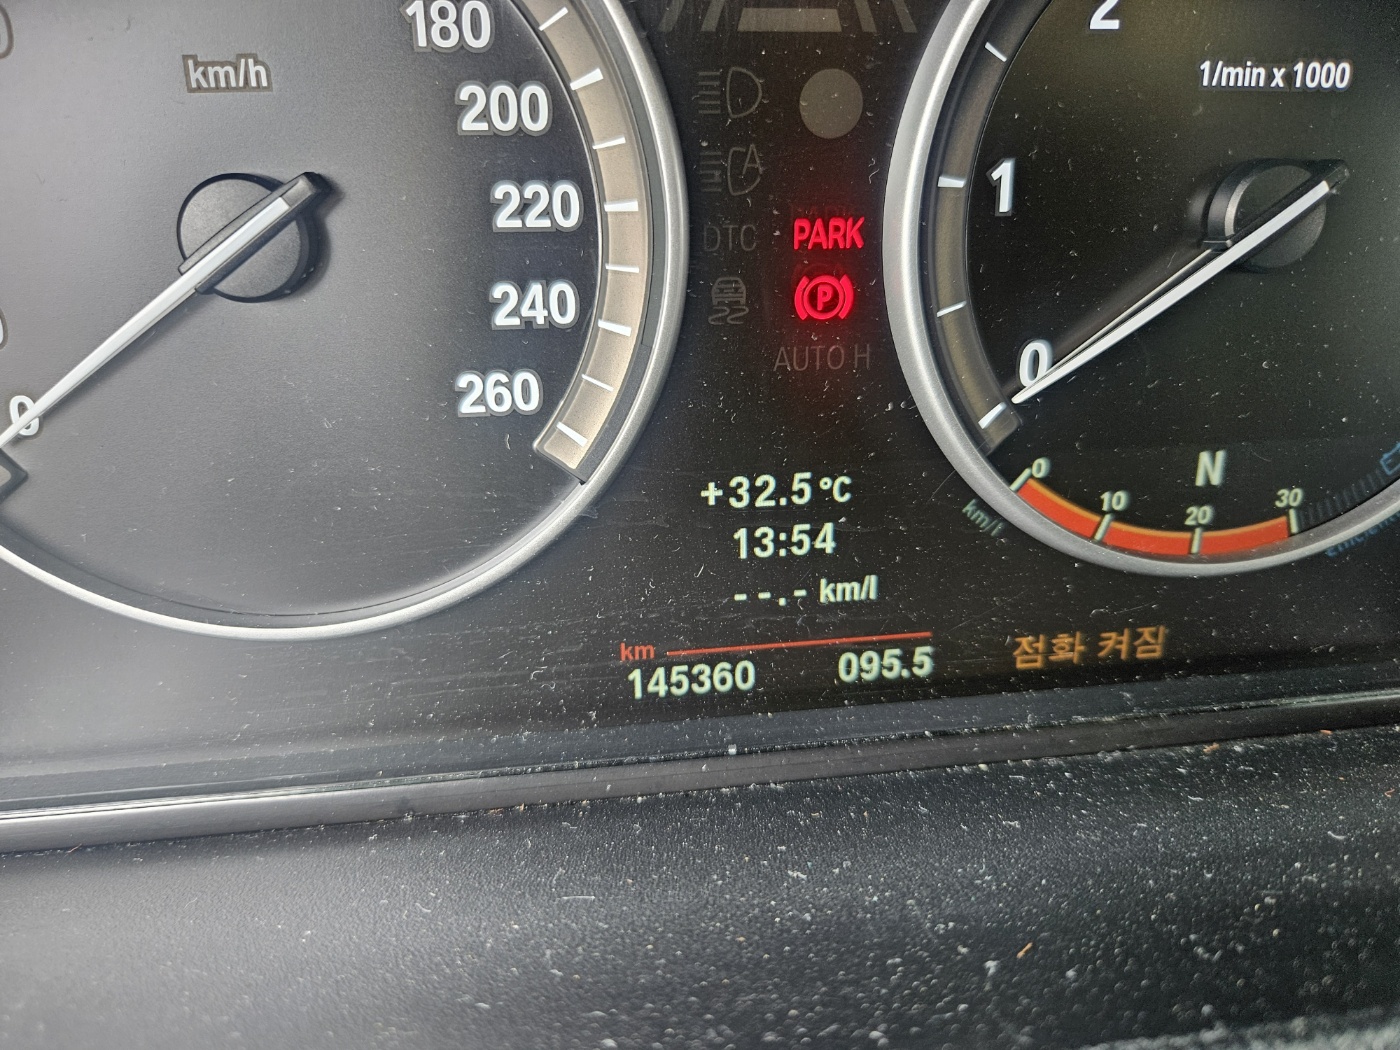 km/h
180
200
220
240
260
0
DTC
PARK
P
AUTO H
+32.5 °C
13:54
--.- km/l
km
145360 095.5
2
1/min x 1000
1
0
N
0 10 20 30
km/l
점화 켜짐